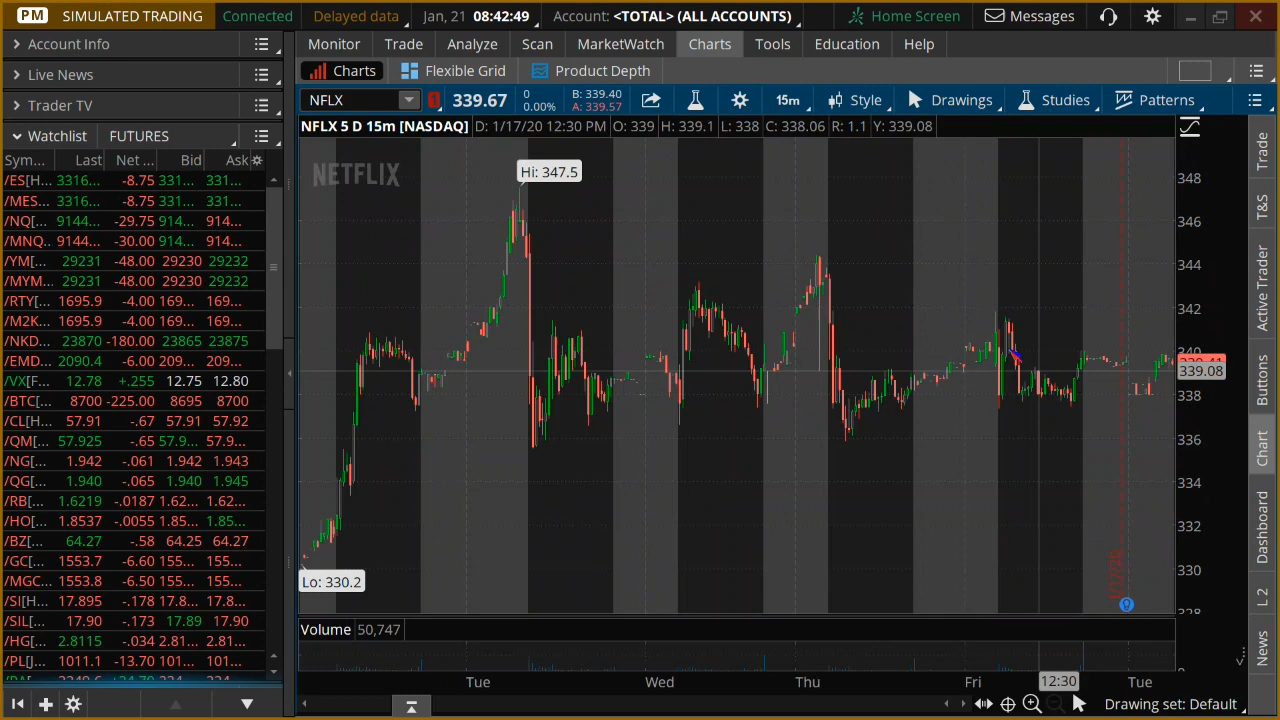 PM SIMULATED TRADING Connected Delayed data Jan, 21 08:42:49 Account: <TOTAL> (ALL ACCOUNTS) Home Screen Messages
Account Info
Live News
Trader TV
Watchlist FUTURES
Sym... Last Net ... Bid Ask
/ES[H... 3316... -8.75 331... 331...
/MES... 3316... -8.75 331... 331...
/NQ[... 9144... -29.75 914... 914...
/MNQ... 9144... -30.00 914... 914...
/YM[... 29231 -48.00 29230 29232
/MYM... 29231 -48.00 29230 29232
/RTY[... 1695.9 -4.00 169... 169...
/M2K... 1695.9 -4.00 169... 169...
/NKD... 23870 -180.00 23865 23875
/EMD... 2090.4 -6.00 209... 209...
/VX[F... 12.78 +.255 12.75 12.80
/BTC[... 8700 -225.00 8695 8700
/CL[H... 57.91 -.67 57.91 57.92
/QM[... 57.925 -.65 57.9... 57.9...
/NG[... 1.942 -.061 1.942 1.943
/QG[... 1.940 -.065 1.940 1.945
/RB[... 1.6219 -.0187 1.62... 1.62...
/HO[... 1.8537 -.0055 1.85... 1.85...
/BZ[... 64.27 -.58 64.25 64.27
/GC[... 1553.7 -6.60 155... 155...
/MGC... 1553.8 -6.50 155... 155...
/SI[H... 17.895 -.178 17.8... 17.8...
/SIL[... 17.90 -.173 17.89 17.90
/HG[... 2.8115 -.034 2.81... 2.81...
/PL[J... 1011.1 -13.70 101... 101...
Monitor Trade Analyze Scan MarketWatch Charts Tools Education Help
Charts Flexible Grid Product Depth
NFLX 1 339.67 0 0.00% B: 339.40 A: 339.57 15m Style Drawings Studies Patterns
NFLX 5 D 15m [NASDAQ] D: 1/17/20 12:30 PM O: 339 H: 339.1 L: 338 C: 338.06 R: 1.1 Y: 339.08
NETFLIX
Hi: 347.5
Lo: 330.2
348
346
344
342
340
339.08
338
336
334
332
330
1/17/20
Volume 50,747
Tue Wed Thu Fri 12:30 Tue
Drawing set: Default
Trade
T&S
Active Trader
Buttons
Chart
Dashboard
L 2
News